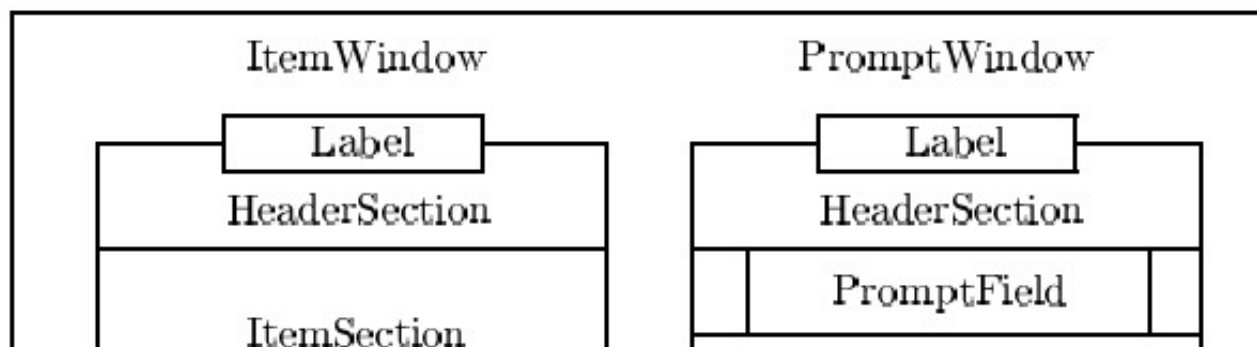 ItemWindow PromptWindow
Label Label
HeaderSection HeaderSection
PromptField
ItemSection